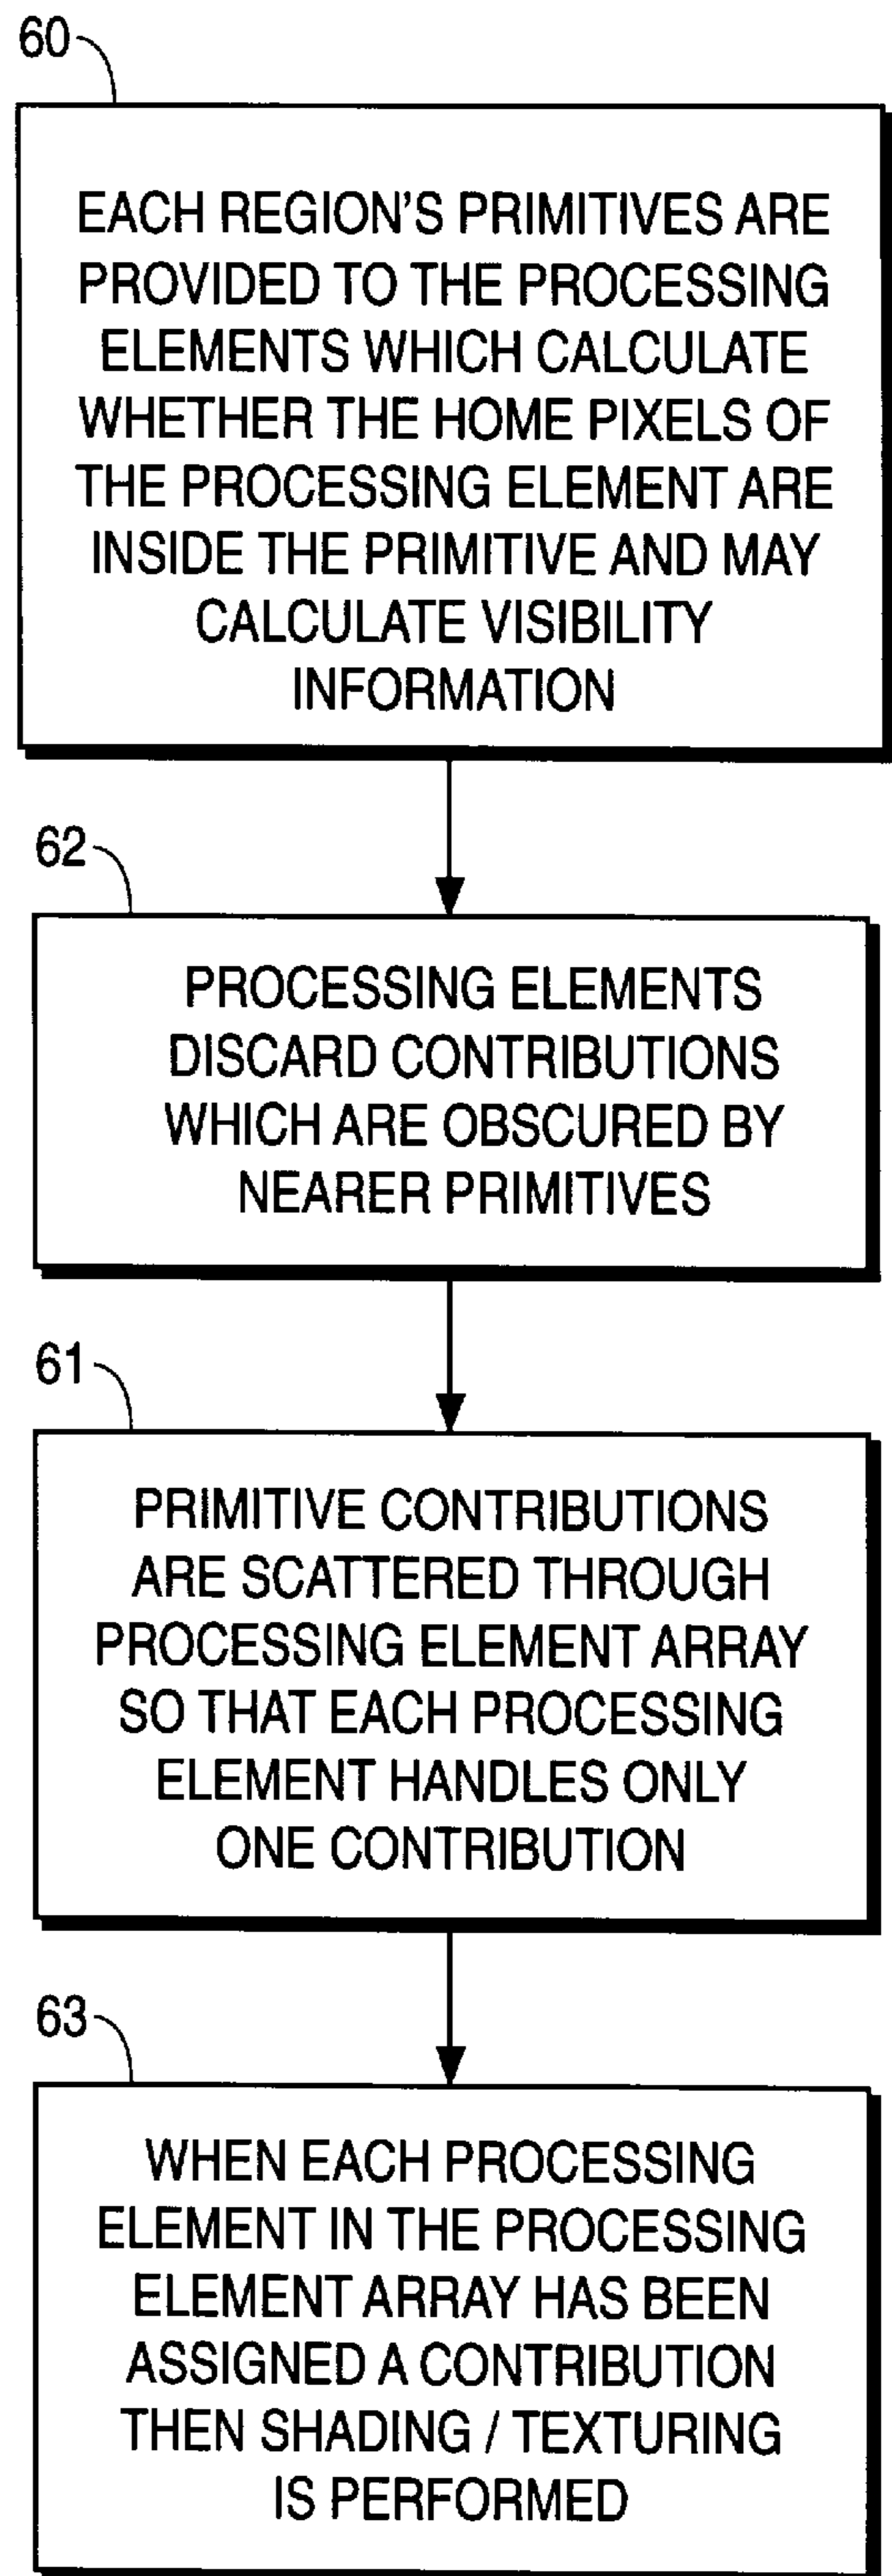 60
EACH REGION'S PRIMITIVES ARE
PROVIDED TO THE PROCESSING
ELEMENTS WHICH CALCULATE
WHETHER THE HOME PIXELS OF
THE PROCESSING ELEMENT ARE
INSIDE THE PRIMITIVE AND MAY
CALCULATE VISIBILITY
INFORMATION
62
PROCESSING ELEMENTS
DISCARD CONTRIBUTIONS
WHICH ARE OBSCURED BY
NEARER PRIMITIVES
61
PRIMITIVE CONTRIBUTIONS
ARE SCATTERED THROUGH
PROCESSING ELEMENT ARRAY
SO THAT EACH PROCESSING
ELEMENT HANDLES ONLY
ONE CONTRIBUTION
63
WHEN EACH PROCESSING
ELEMENT IN THE PROCESSING
ELEMENT ARRAY HAS BEEN
ASSIGNED A CONTRIBUTION
THEN SHADING / TEXTURING
IS PERFORMED